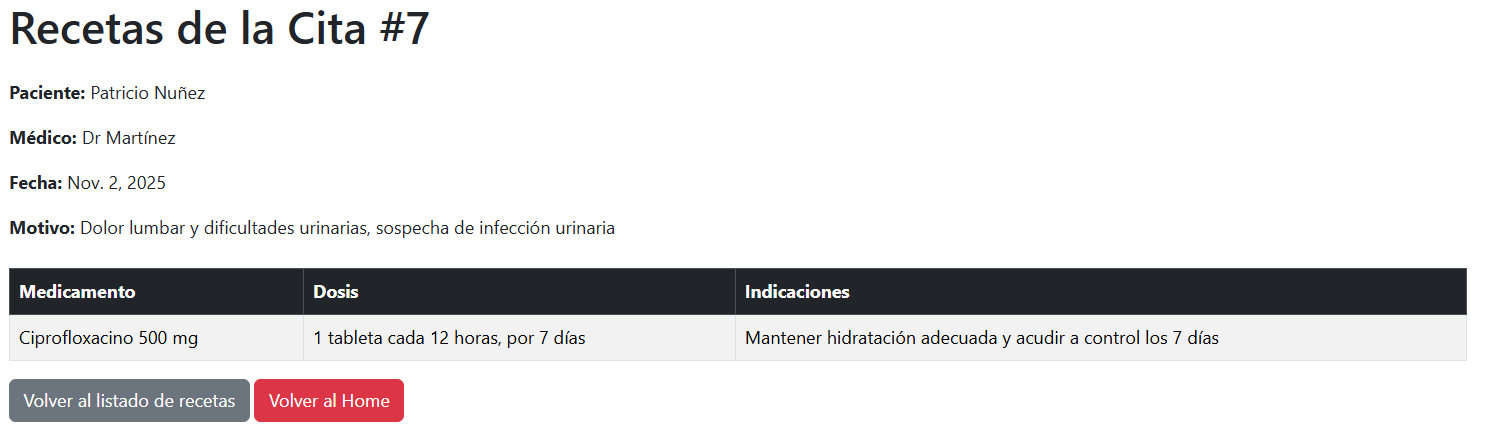 Recetas de la Cita #7
Paciente: Patricio Nuñez
Médico: Dr Martínez
Fecha: Nov. 2, 2025
Motivo: Dolor lumbar y dificultades urinarias, sospecha de infección urinaria
Medicamento Dosis Indicaciones
Ciprofloxacino 500 mg 1 tableta cada 12 horas, por 7 días Mantener hidratación adecuada y acudir a control los 7 días
Volver al listado de recetas Volver al Home